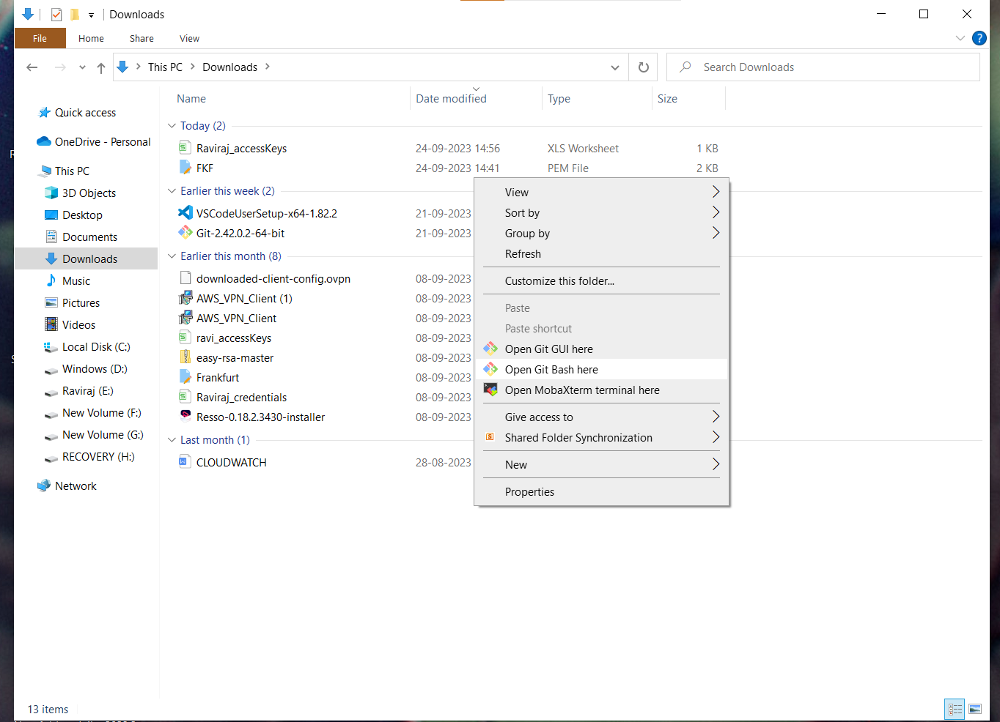 Downloads
File Home Share View
This PC Downloads Search Downloads
Name Date modified Type Size
Quick access
OneDrive - Personal
This PC
3D Objects
Desktop
Documents
Downloads
Music
Pictures
Videos
Local Disk (C:)
Windows (D:)
Raviraj (E:)
New Volume (F:)
New Volume (G:)
RECOVERY (H:)
Network
Today (2)
Raviraj_accessKeys 24-09-2023 14:56 XLS Worksheet 1 KB
FKF 24-09-2023 14:41 PEM File 2 KB
Earlier this week (2)
VSCodeUserSetup-x64-1.82.2 21-09-2023
Git-2.42.0.2-64-bit 21-09-2023
Earlier this month (8)
downloaded-client-config.ovpn 08-09-2023
AWS_VPN_Client (1) 08-09-2023
AWS_VPN_Client 08-09-2023
ravi_accessKeys 08-09-2023
easy-rsa-master 08-09-2023
Frankfurt 08-09-2023
Raviraj_credentials 08-09-2023
Resso-0.18.2.3430-installer 08-09-2023
Last month (1)
CLOUDWATCH 28-08-2023
View
Sort by
Group by
Refresh
Customize this folder...
Paste
Paste shortcut
Open Git GUI here
Open Git Bash here
Open MobaXterm terminal here
Give access to
Shared Folder Synchronization
New
Properties
13 items